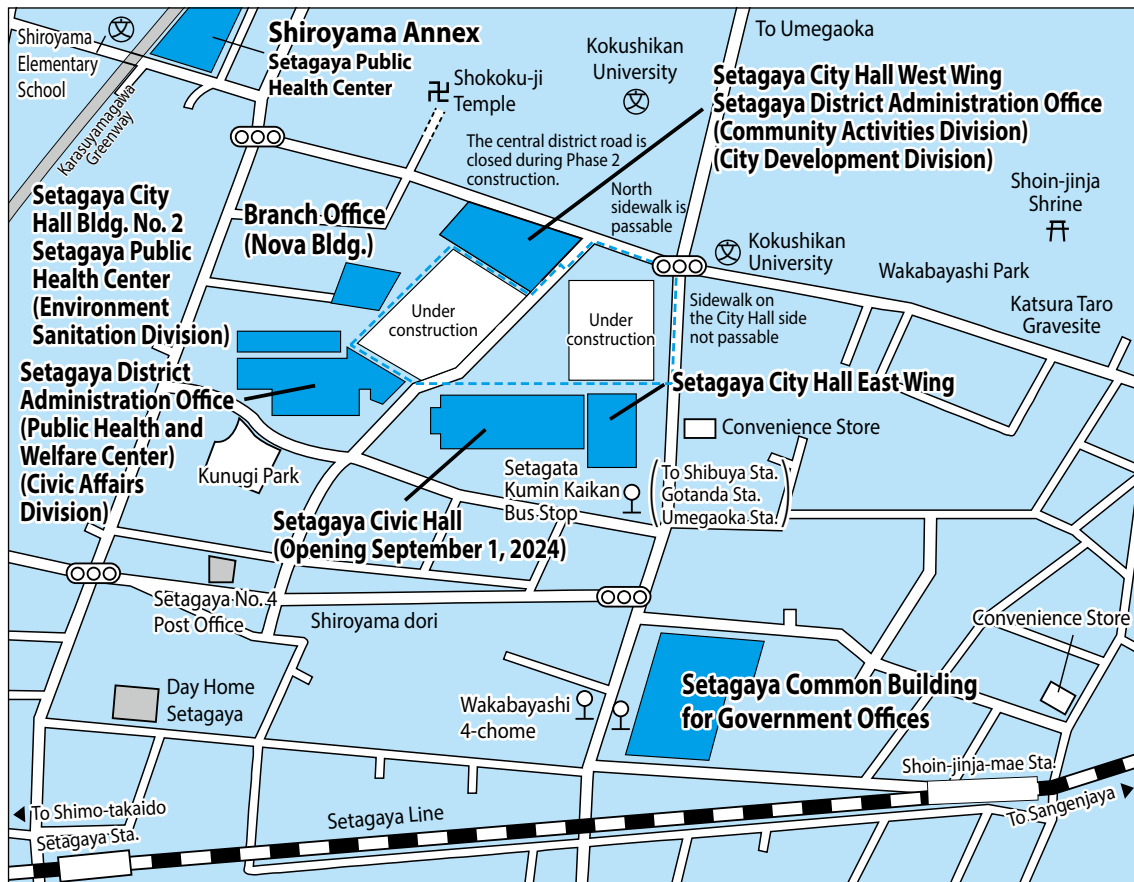 Shiroyama
Elementary
School
Karasuyamagawa
Greenway
Shiroyama Annex
Setagaya Public
Health Center
Shokoku-ji
Temple
Kokushikan
University
To Umegaoka
Setagaya City Hall West Wing
Setagaya District Administration Office
(Community Activities Division)
(City Development Division)
The central district road is
closed during Phase 2
construction.
North
sidewalk is
passable
Shoin-jinja
Shrine
Setagaya City
Hall Bldg. No. 2
Setagaya Public
Health Center
(Environment
Sanitation Division)
Branch Office
(Nova Bldg.)
Kokushikan
University
Wakabayashi Park
Katsura Taro
Gravesite
Under
construction
Under
construction
Sidewalk on
the City Hall side
not passable
Setagaya District
Administration Office
(Public Health and
Welfare Center)
(Civic Affairs
Division)
Setagaya City Hall East Wing
Convenience Store
Kunugi Park
Setagata
Kumin Kaikan
Bus Stop
(To Shibuya Sta.
Gotanda Sta.
Umegaoka Sta.)
Setagaya Civic Hall
(Opening September 1, 2024)
Setagaya No. 4
Post Office
Shiroyama dori
Convenience Store
Day Home
Setagaya
Wakabayashi
4-chome
Setagaya Common Building
for Government Offices
Shoin-jinja-mae Sta.
To Shimo-takaido
Setagaya Sta.
Setagaya Line
To Sangenjaya
文
文
文